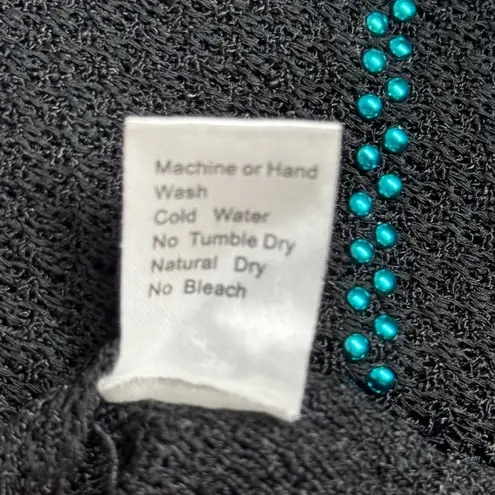 Machine or Hand
Wash
Cold Water
No Tumble Dry
Natural Dry
No Bleach